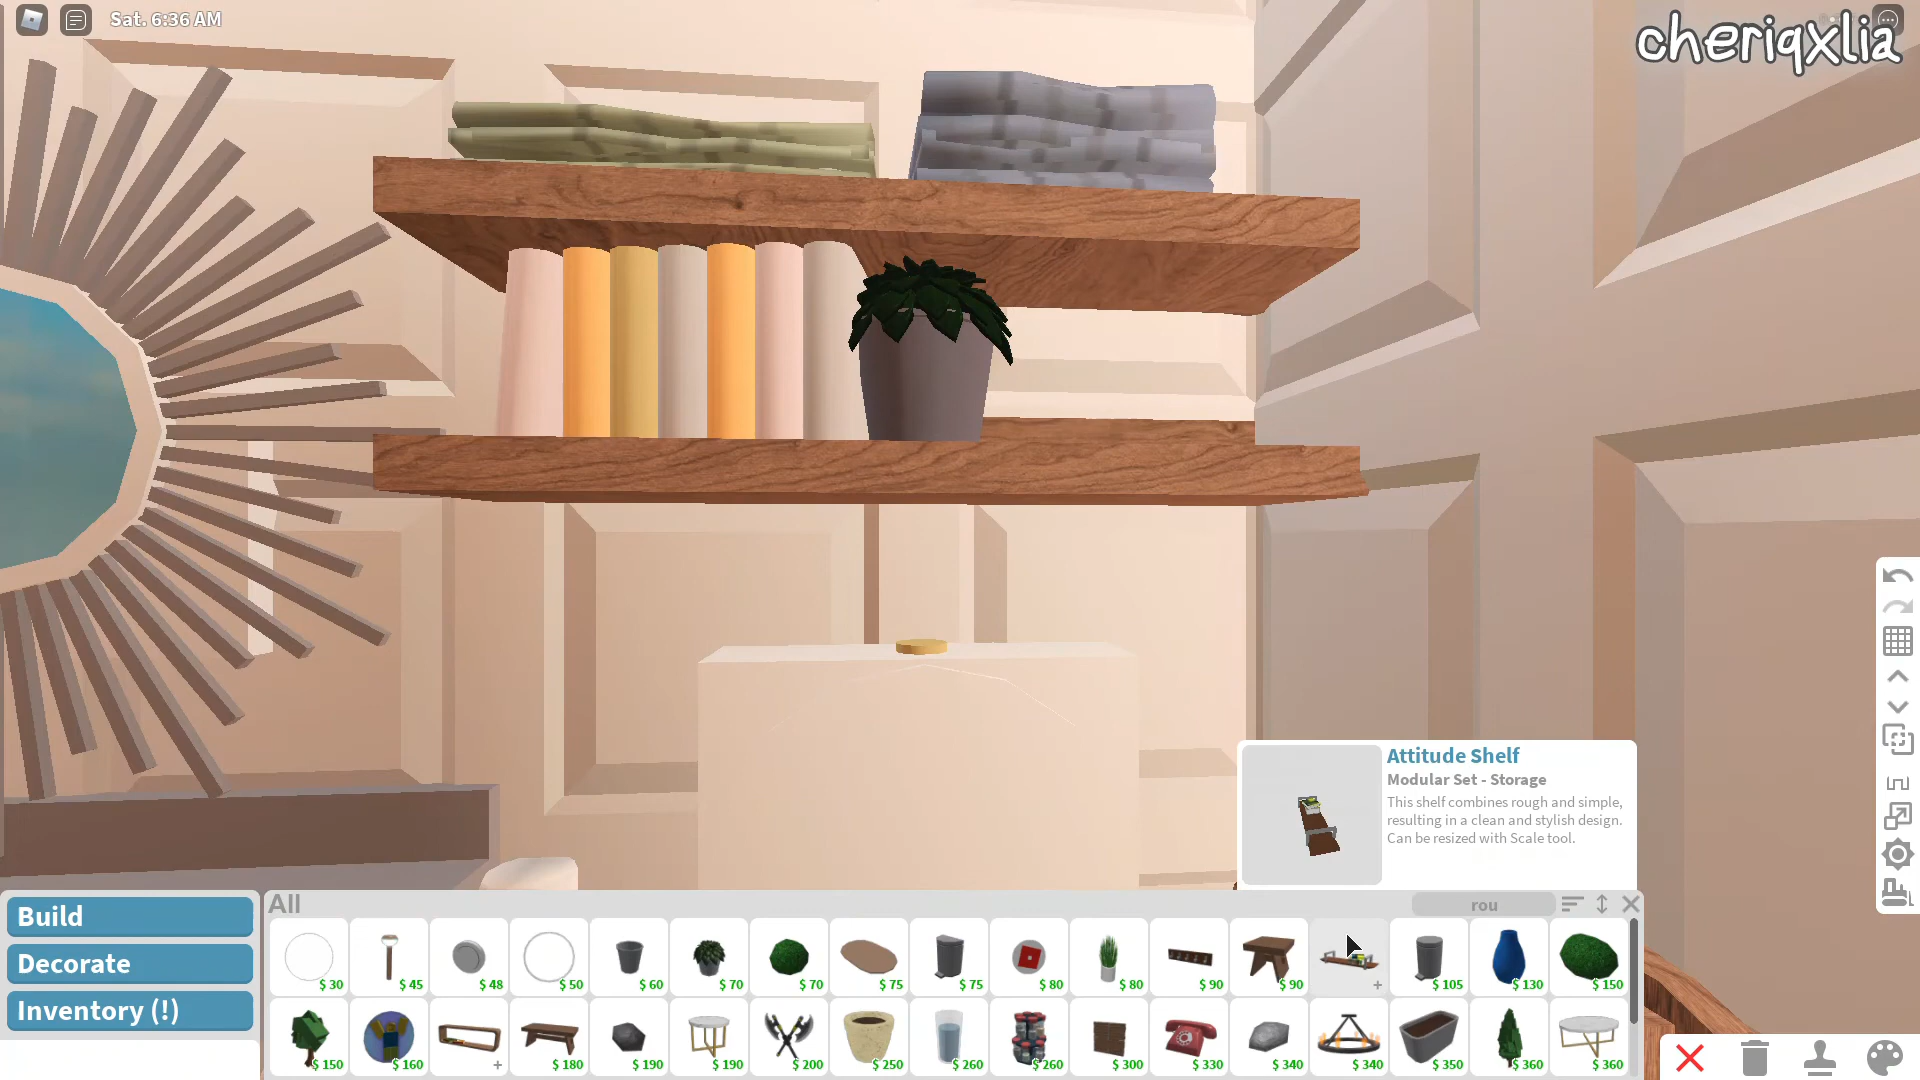 Sat. 6:36 AM
cheriqxlia
Attitude Shelf
Modular Set - Storage
This shelf combines rough and simple,
resulting in a clean and stylish design.
Can be resized with Scale tool.
Build
Decorate
Inventory (!)
All
rou
$ 30 $ 45 $ 48 $ 50 $ 60 $ 70 $ 70 $ 75 $ 75 $ 80 $ 80 $ 90 $ 90 + $ 105 $ 130 $ 150
$ 150 $ 160 + $ 180 $ 190 $ 190 $ 200 $ 250 $ 260 $ 260 $ 300 $ 330 $ 340 $ 340 $ 350 $ 360 $ 360